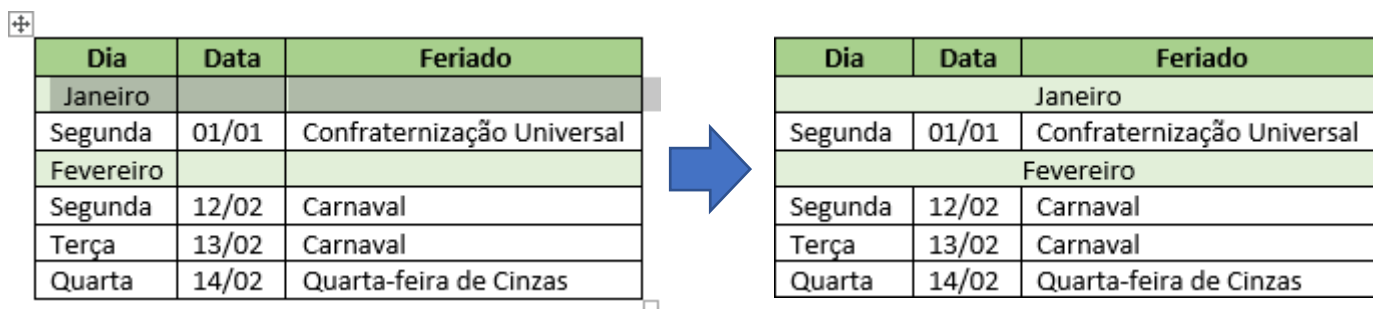 Dia Data Feriado
Janeiro
Segunda 01/01 Confraternização Universal
Fevereiro
Segunda 12/02 Carnaval
Terça 13/02 Carnaval
Quarta 14/02 Quarta-feira de Cinzas
Dia Data Feriado
Janeiro
Segunda 01/01 Confraternização Universal
Fevereiro
Segunda 12/02 Carnaval
Terça 13/02 Carnaval
Quarta 14/02 Quarta-feira de Cinzas